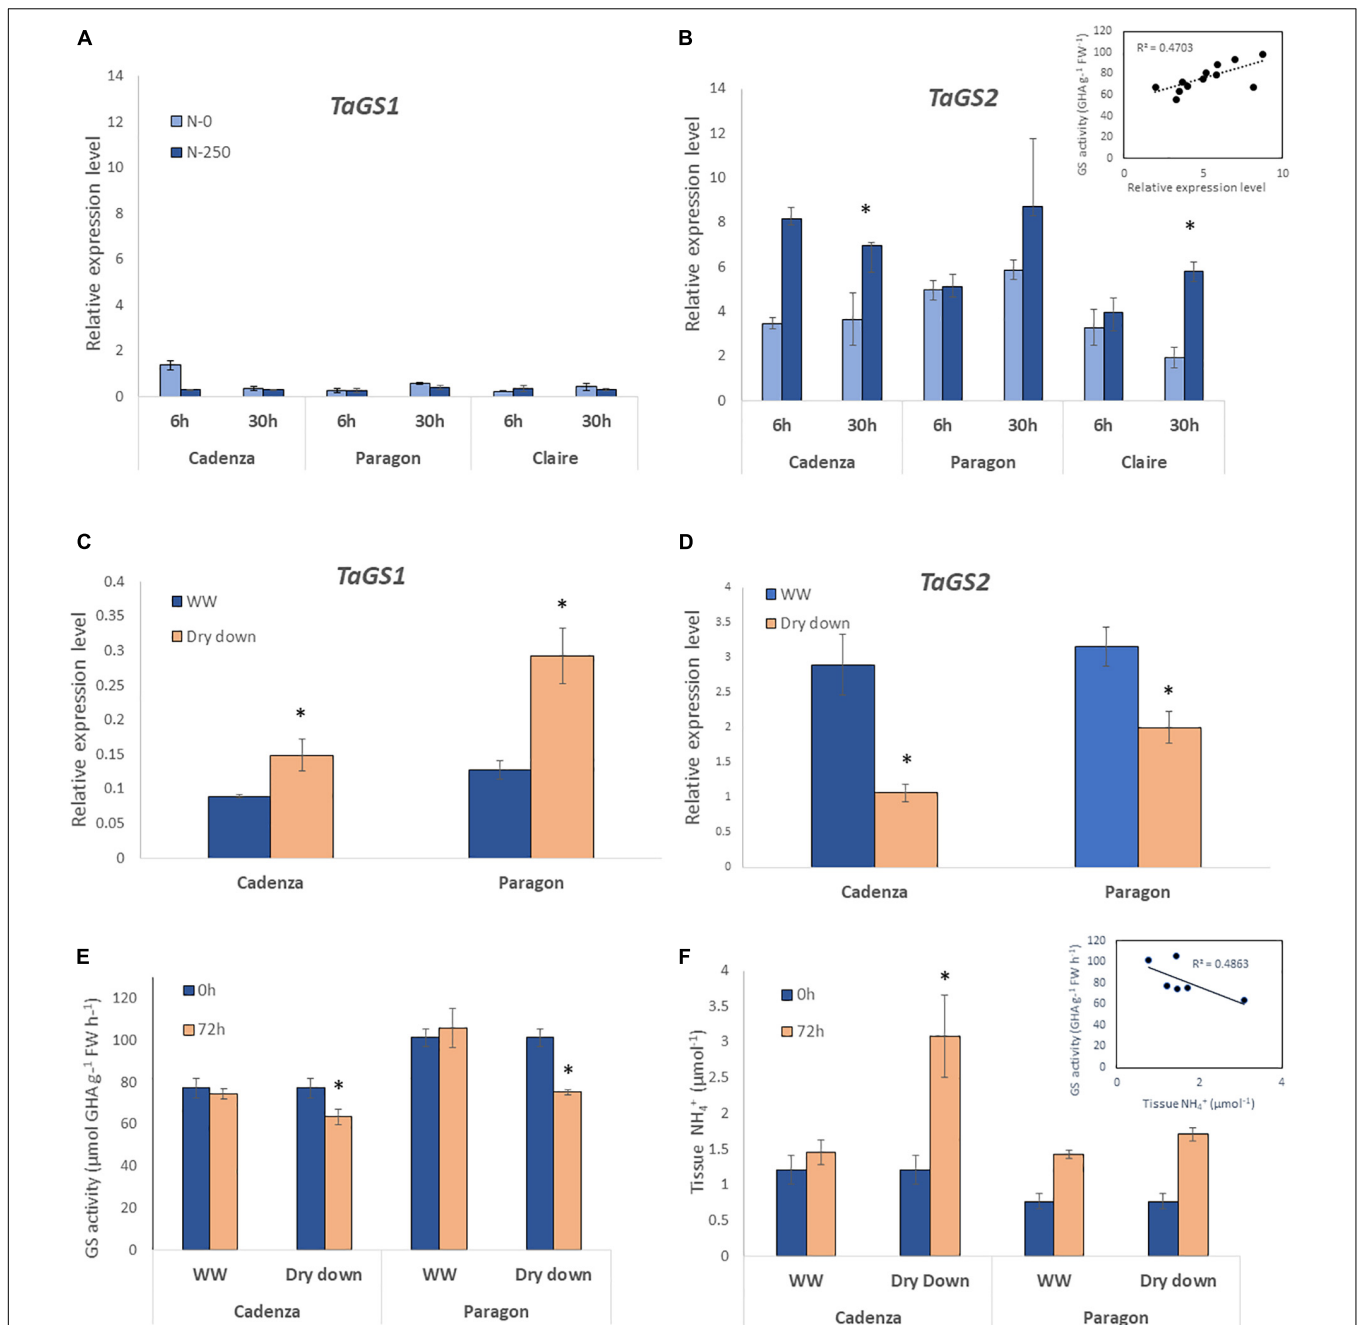 A
TaGS1
Relative expression level
14
12
10
8
6
4
2
0
N-0
N-250
6h 30h 6h 30h 6h 30h
Cadenza Paragon Claire
B
TaGS2
Relative expression level
14
12
10
8
6
4
2
0
*
*
6h 30h 6h 30h 6h 30h
Cadenza Paragon Claire
GS activity (GHA g-¹ FW-¹)
120
100
80
60
40
20
0
R² = 0.4703
0 5 10
Relative expression level
C
TaGS1
Relative expression level
0.4
0.35
0.3
0.25
0.2
0.15
0.1
0.05
0
WW
Dry down
*
*
Cadenza Paragon
D
TaGS2
Relative expression level
4
3.5
3
2.5
2
1.5
1
0.5
0
WW
Dry down
*
*
Cadenza Paragon
E
GS activity (µmol GHA g-¹ FW h-¹)
120
100
80
60
40
20
0
0h
72h
*
*
WW Dry down WW Dry down
Cadenza Paragon
F
Tissue NH₄⁺ (µmol-¹)
4
3.5
3
2.5
2
1.5
1
0.5
0
0h
72h
*
WW Dry Down WW Dry down
Cadenza Paragon
GS activity (GHA g-¹ FW h-¹)
120
100
80
60
40
20
0
R² = 0.4863
0 2 4
Tissue NH₄⁺ (µmol-¹)